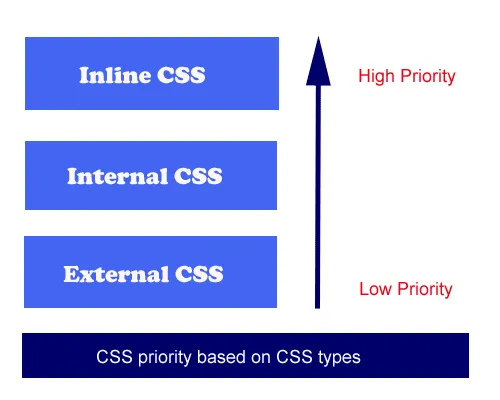 Inline CSS
High Priority
Internal CSS
External CSS
Low Priority
CSS priority based on CSS types